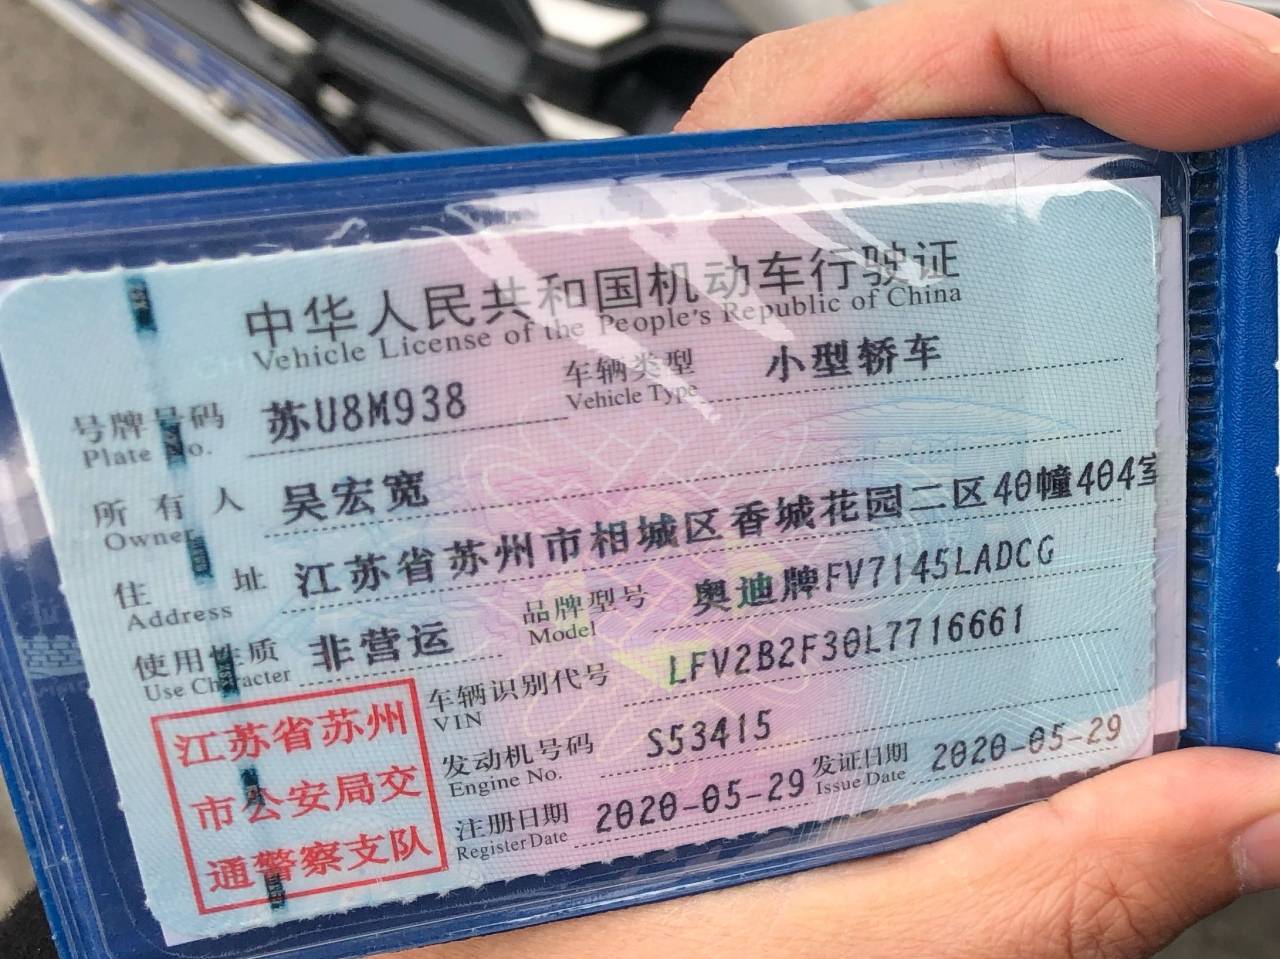 中华人民共和国机动车行驶证
Vehicle License of the People's Republic of China
号牌号码 苏U8M938 车辆类型 小型轿车
Plate No. Vehicle Type
所有人 吴宏宽
Owner
住址 江苏省苏州市相城区香城花园二区40幢404室
Address
使用性质 非营运 品牌型号 奥迪牌FV7145LADCG
Use Character Model
车辆识别代号 LFV2B2F30L7716661
VIN
发动机号码 S53415
Engine No.
注册日期 2020-05-29 发证日期 2020-05-29
Register Date Issue Date
江苏省苏州
市公安局交
通警察支队